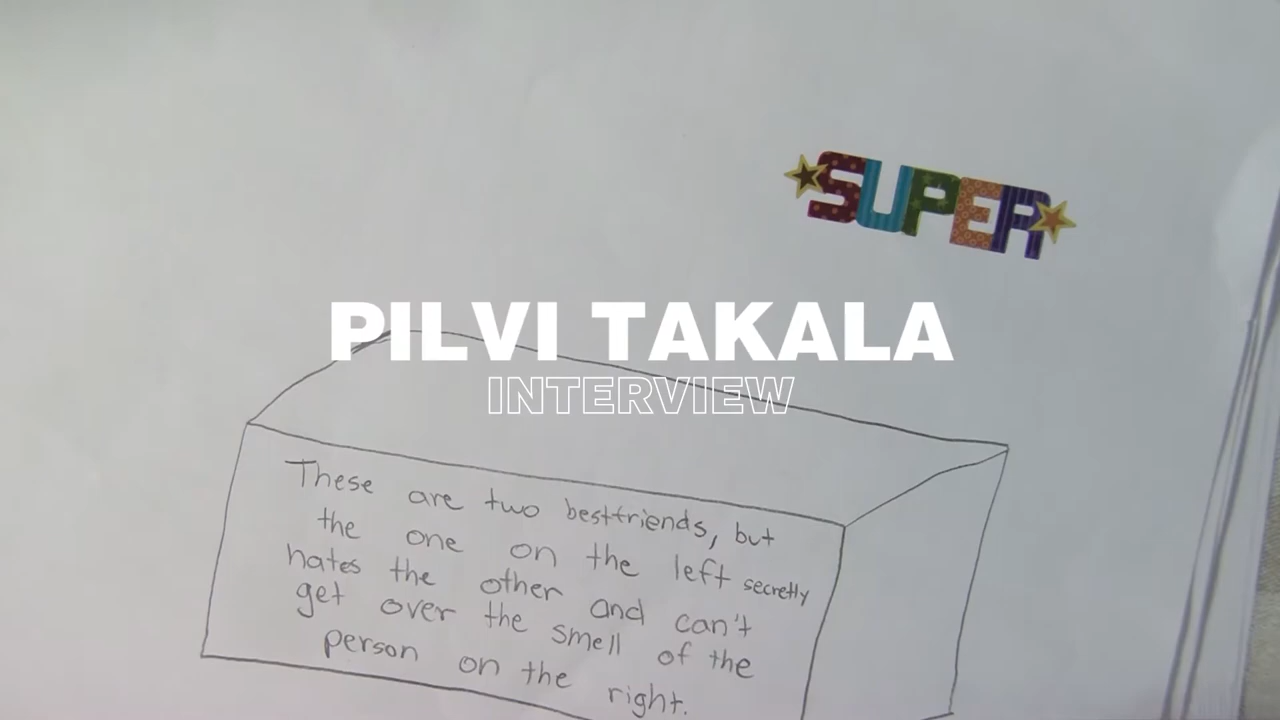 SUPER
PILVI TAKALA
INTERVIEW
These are two bestfriends, but
the one on the left secretly
hates the other and can't
get over the smell of the
person on the right.